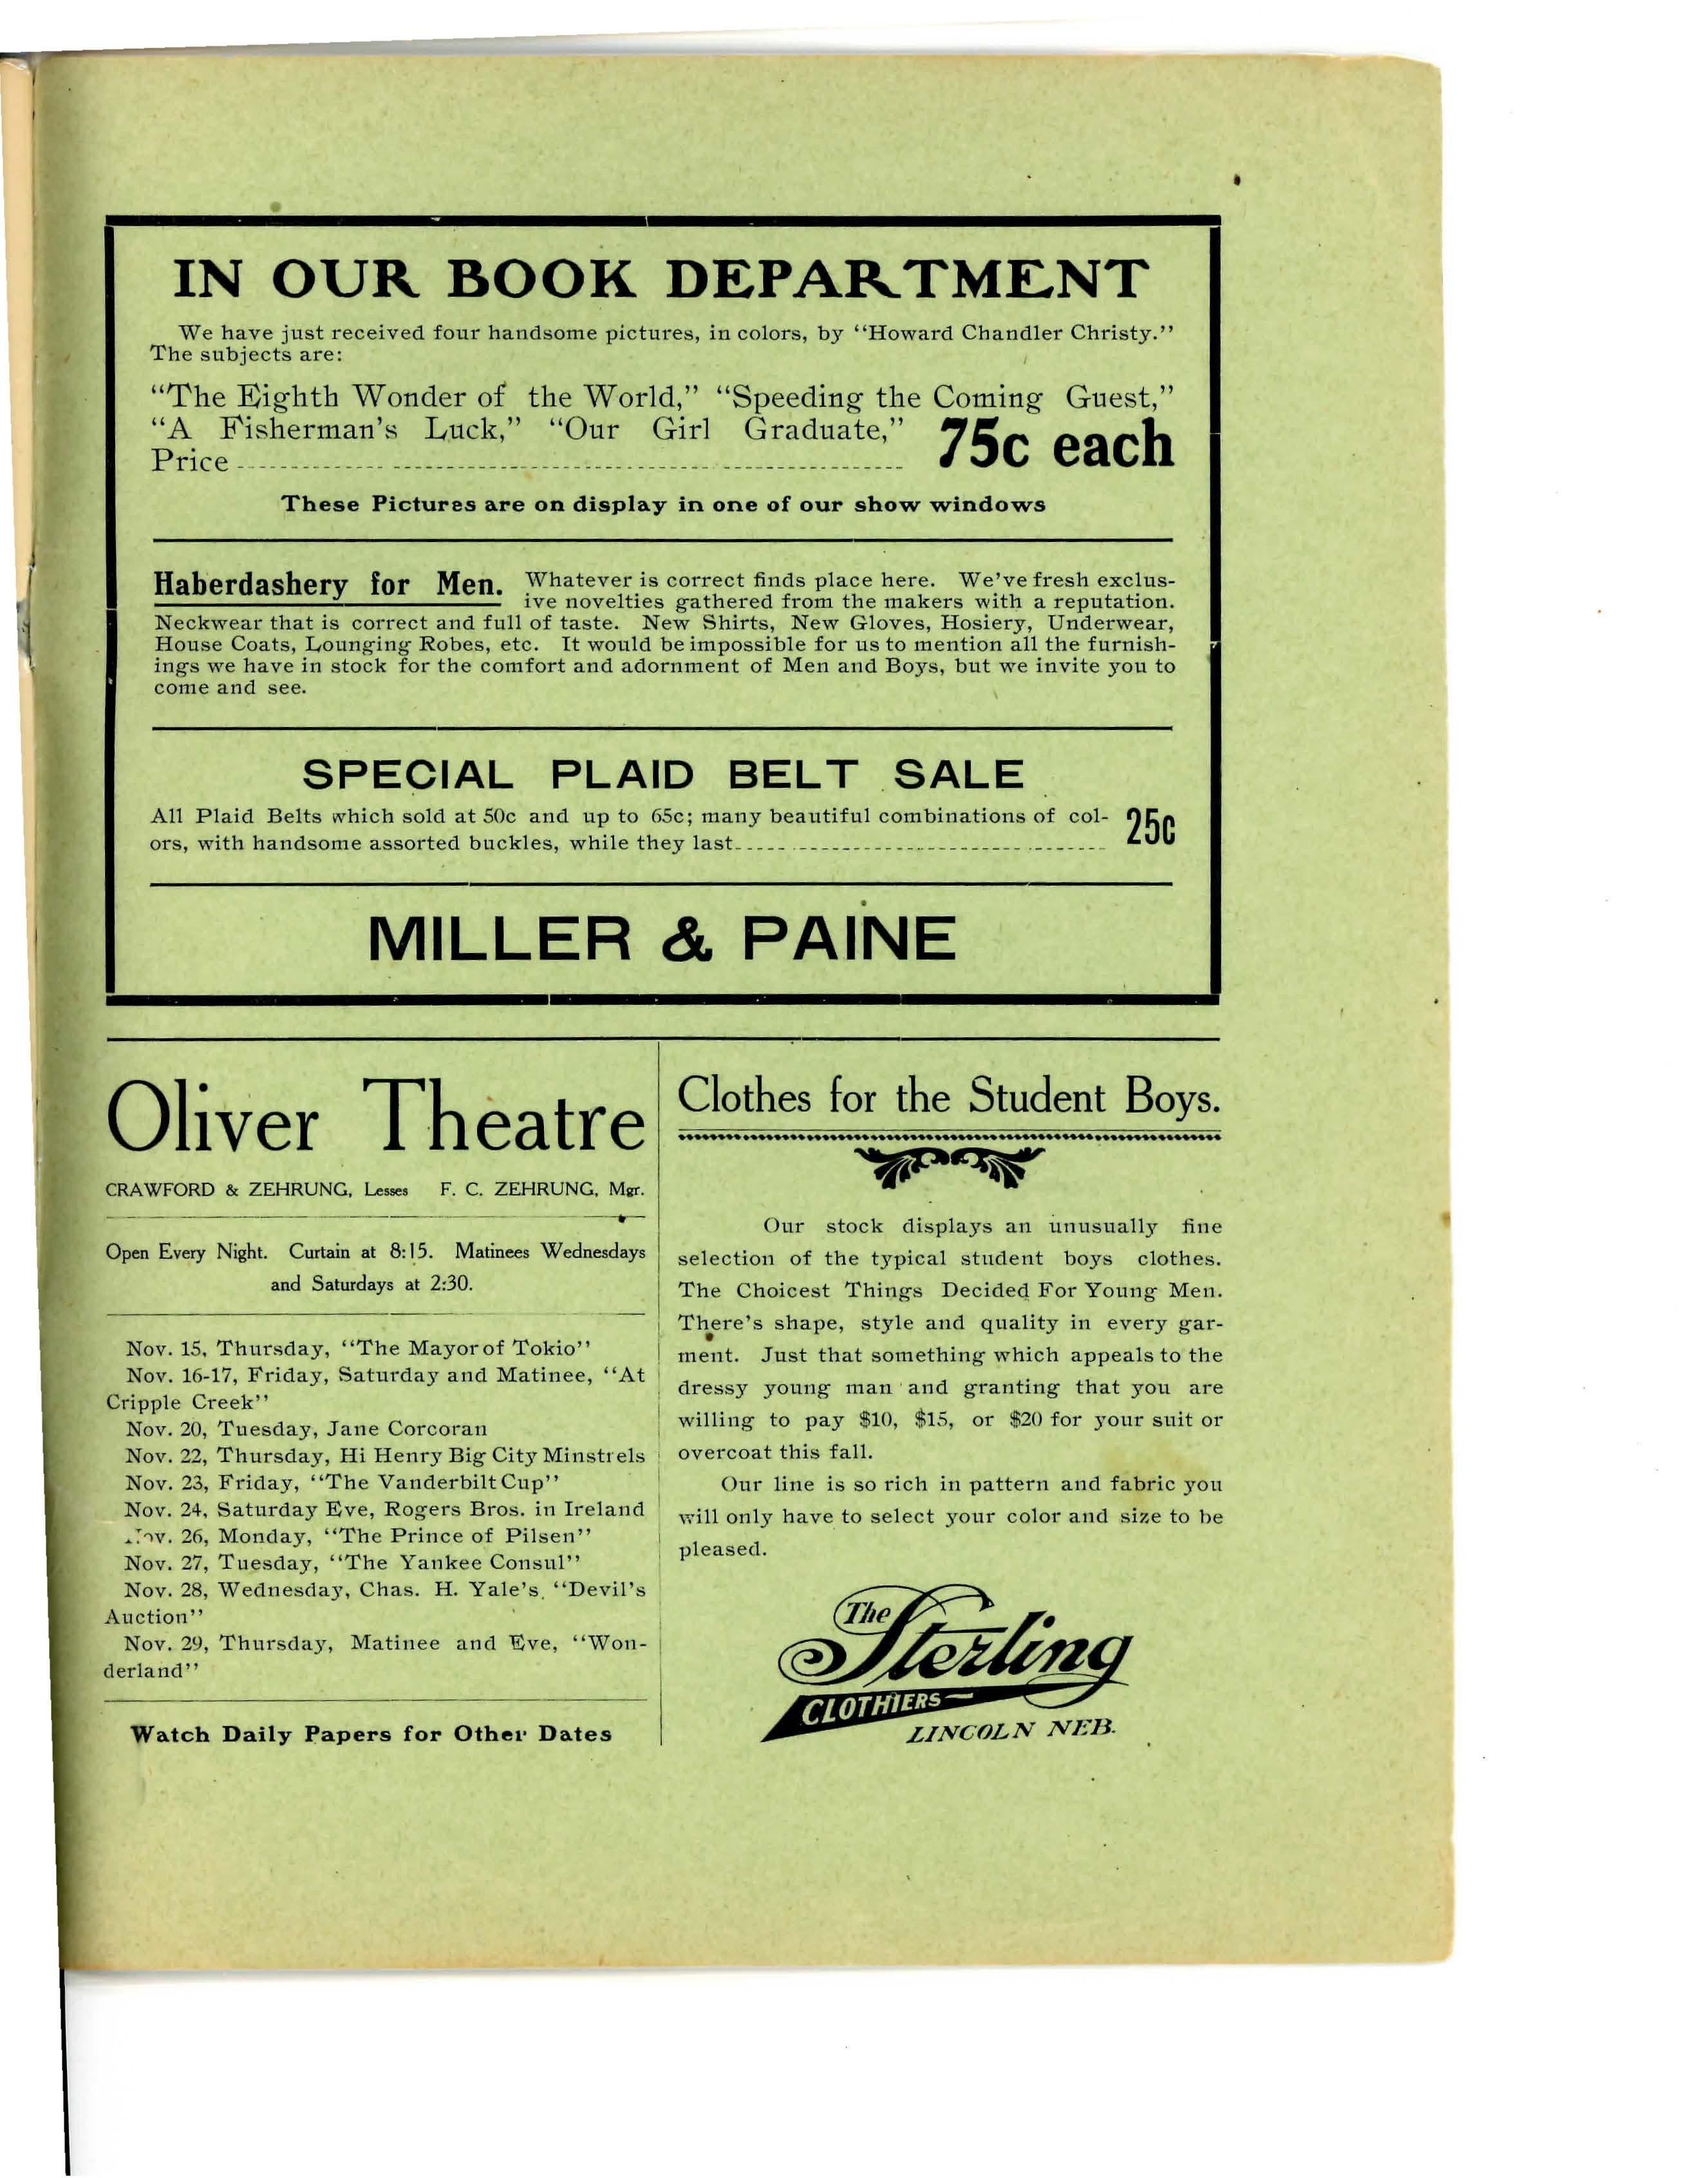 IN OUR BOOK DEPARTMENT
We have just received four handsome pictures, in colors, by “Howard Chandler Christy.”
The subjects are:
“The Eighth Wonder of the World,” “Speeding the Coming Guest,”
“A Fisherman's Luck,” “Our Girl Graduate,”
Price 75c each
These Pictures are on display in one of our show windows
Haberdashery for Men. Whatever is correct finds place here. We've fresh exclus-
ive novelties gathered from the makers with a reputation.
Neckwear that is correct and full of taste. New Shirts, New Gloves, Hosiery, Underwear,
House Coats, Lounging Robes, etc. It would be impossible for us to mention all the furnish-
ings we have in stock for the comfort and adornment of Men and Boys, but we invite you to
come and see.
SPECIAL PLAID BELT SALE
All Plaid Belts which sold at 50c and up to 65c; many beautiful combinations of col-
ors, with handsome assorted buckles, while they last 25c
MILLER & PAINE
Oliver Theatre
CRAWFORD & ZEHRUNG, Lesses F. C. ZEHRUNG, Mgr.
Open Every Night. Curtain at 8:15. Matinees Wednesdays
and Saturdays at 2:30.
Nov. 15, Thursday, “The Mayor of Tokio”
Nov. 16-17, Friday, Saturday and Matinee, “At
Cripple Creek”
Nov. 20, Tuesday, Jane Corcoran
Nov. 22, Thursday, Hi Henry Big City Minstrels
Nov. 23, Friday, “The Vanderbilt Cup”
Nov. 24, Saturday Eve, Rogers Bros. in Ireland
Nov. 26, Monday, “The Prince of Pilsen”
Nov. 27, Tuesday, “The Yankee Consul”
Nov. 28, Wednesday, Chas. H. Yale's, “Devil's
Auction”
Nov. 29, Thursday, Matinee and Eve, “Won-
derland”
Watch Daily Papers for Other Dates
Clothes for the Student Boys.
Our stock displays an unusually fine
selection of the typical student boys clothes.
The Choicest Things Decided For Young Men.
There's shape, style and quality in every gar-
ment. Just that something which appeals to the
dressy young man and granting that you are
willing to pay $10, $15, or $20 for your suit or
overcoat this fall.
Our line is so rich in pattern and fabric you
will only have to select your color and size to be
pleased.
The
Sterling
CLOTHIERS
LINCOLN NEB.